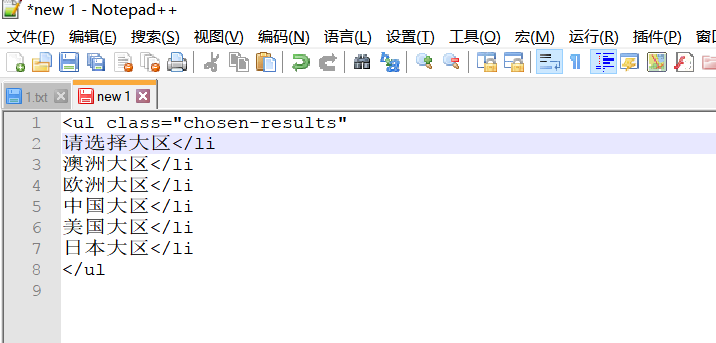 *new 1 - Notepad++
文件(F) 编辑(E) 搜索(S) 视图(V) 编码(N) 语言(L) 设置(T) 工具(O) 宏(M) 运行(R) 插件(P) 窗口
1.txt new 1
1 <ul class="chosen-results"
2 请选择大区</li
3 澳洲大区</li
4 欧洲大区</li
5 中国大区</li
6 美国大区</li
7 日本大区</li
8 </ul
9